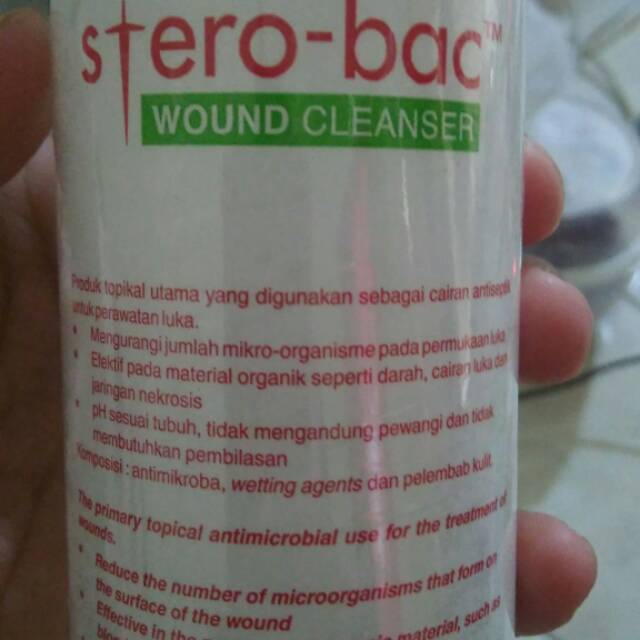 stero-bac™
WOUND CLEANSER
Produk topikal utama yang digunakan sebagai cairan antiseptik
untuk perawatan luka.
• Mengurangi jumlah mikro-organisme pada permukaan luka
• Efektif pada material organik seperti darah, cairan luka dan
jaringan nekrosis
• pH sesuai tubuh, tidak mengandung pewangi dan tidak
membutuhkan pembilasan
Komposisi : antimikroba, wetting agents dan pelembab kulit.
The primary topical antimicrobial use for the treatment of
wounds.
• Reduce the number of microorganisms that form on
the surface of the wound
• Effective in the material, such as